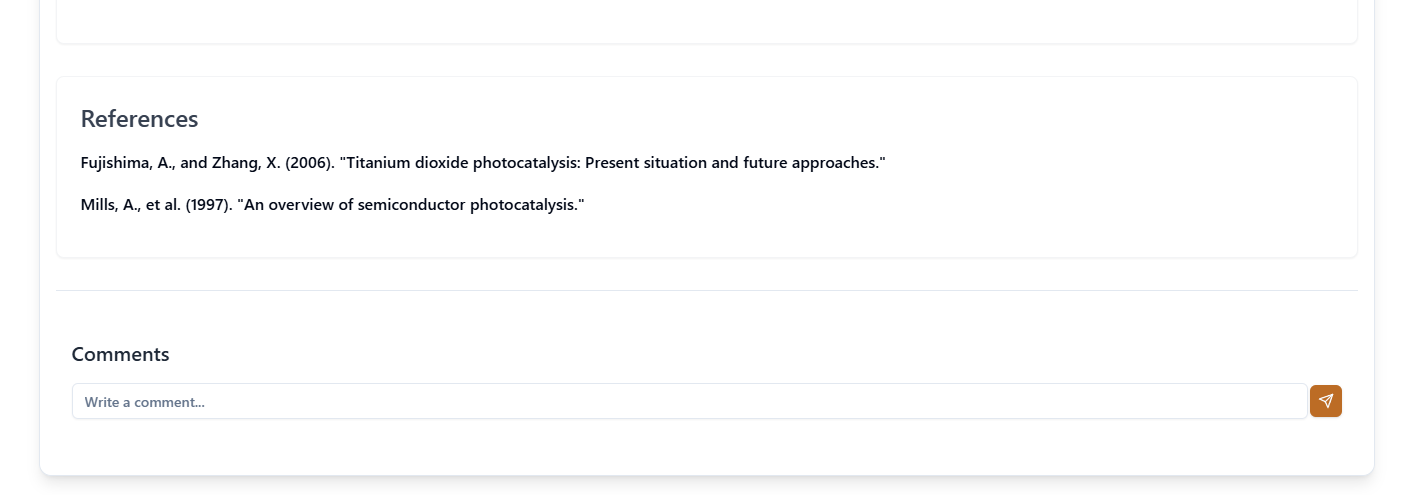 References
Fujishima, A., and Zhang, X. (2006). "Titanium dioxide photocatalysis: Present situation and future approaches."
Mills, A., et al. (1997). "An overview of semiconductor photocatalysis."
Comments
Write a comment...